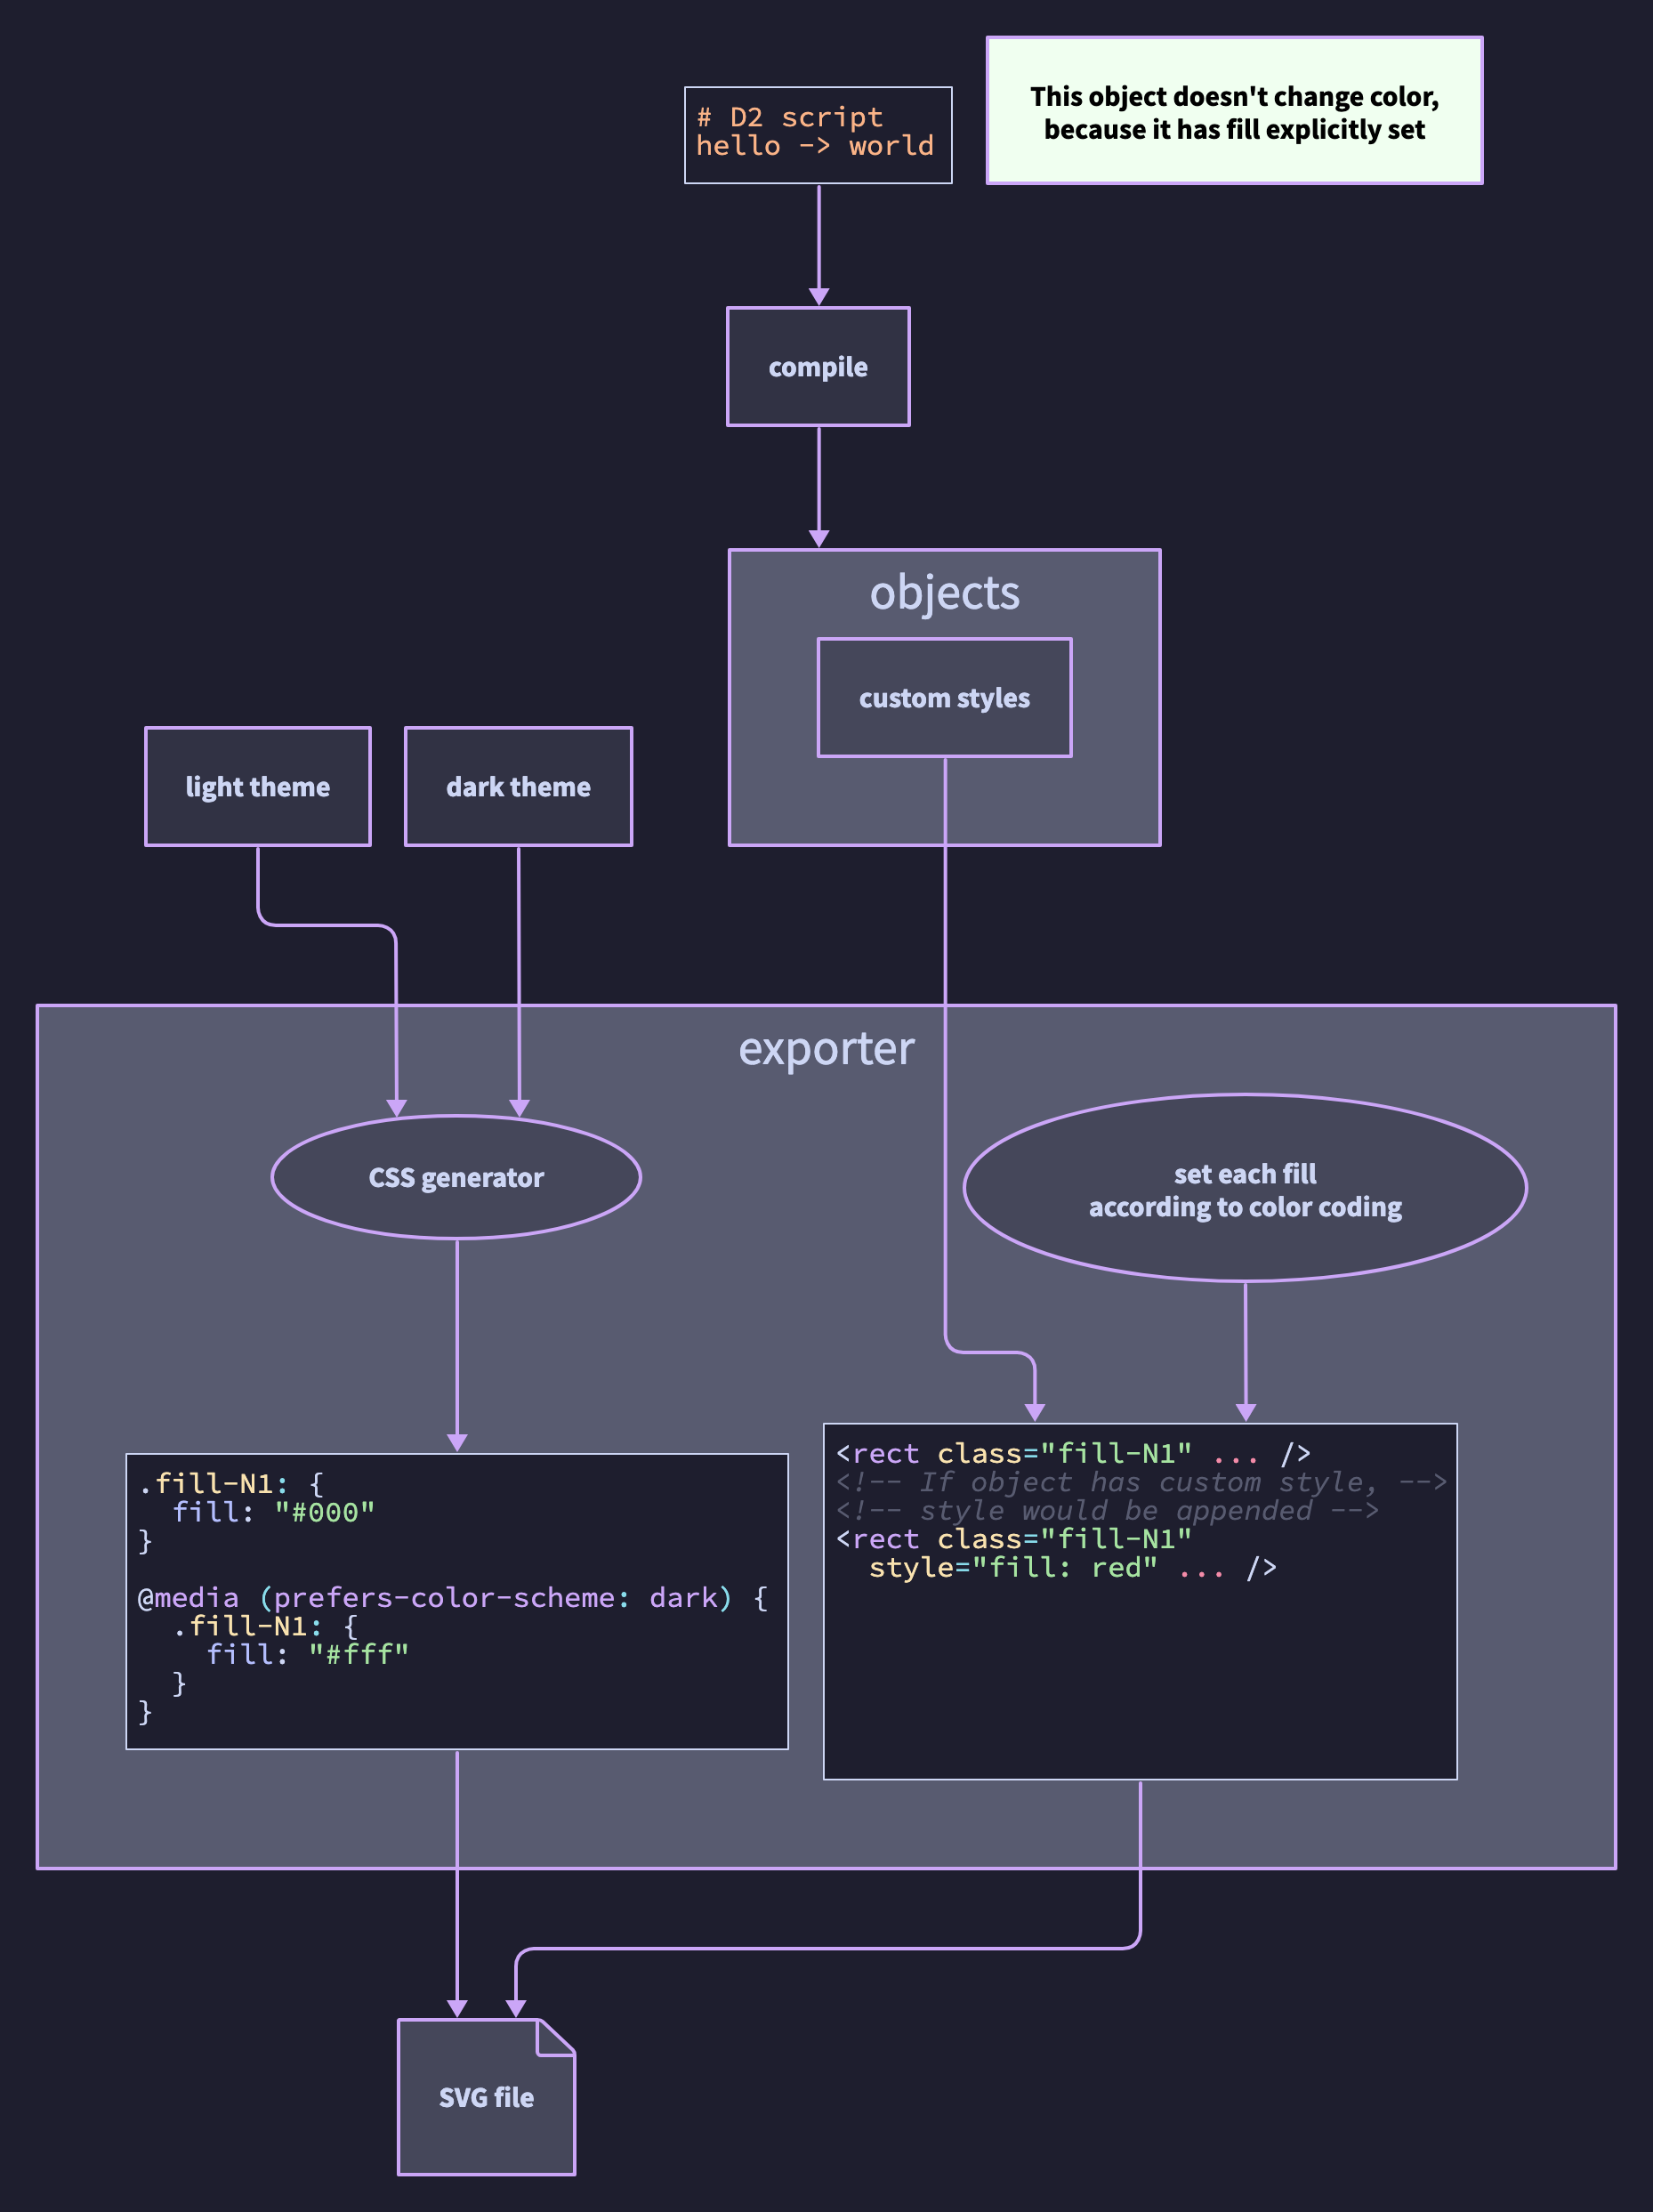 # D2 script
hello -> world
This object doesn't change color,
because it has fill explicitly set
compile
objects
custom styles
light theme
dark theme
exporter
CSS generator
set each fill
according to color coding
.fill-N1: {
  fill: "#000"
}

@media (prefers-color-scheme: dark) {
  .fill-N1: {
    fill: "#fff"
  }
}
<rect class="fill-N1" ... />
<!-- If object has custom style, -->
<!-- style would be appended -->
<rect class="fill-N1"
  style="fill: red" ... />
SVG file